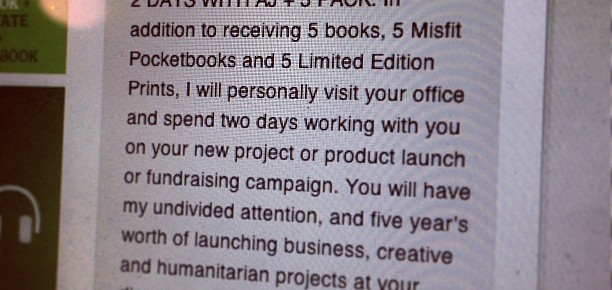 2 DAYS WITH AJ + 5 PACK. In
addition to receiving 5 books, 5 Misfit
Pocketbooks and 5 Limited Edition
Prints, I will personally visit your office
and spend two days working with you
on your new project or product launch
or fundraising campaign. You will have
my undivided attention, and five year's
worth of launching business, creative
and humanitarian projects at your
ATE
BOOK